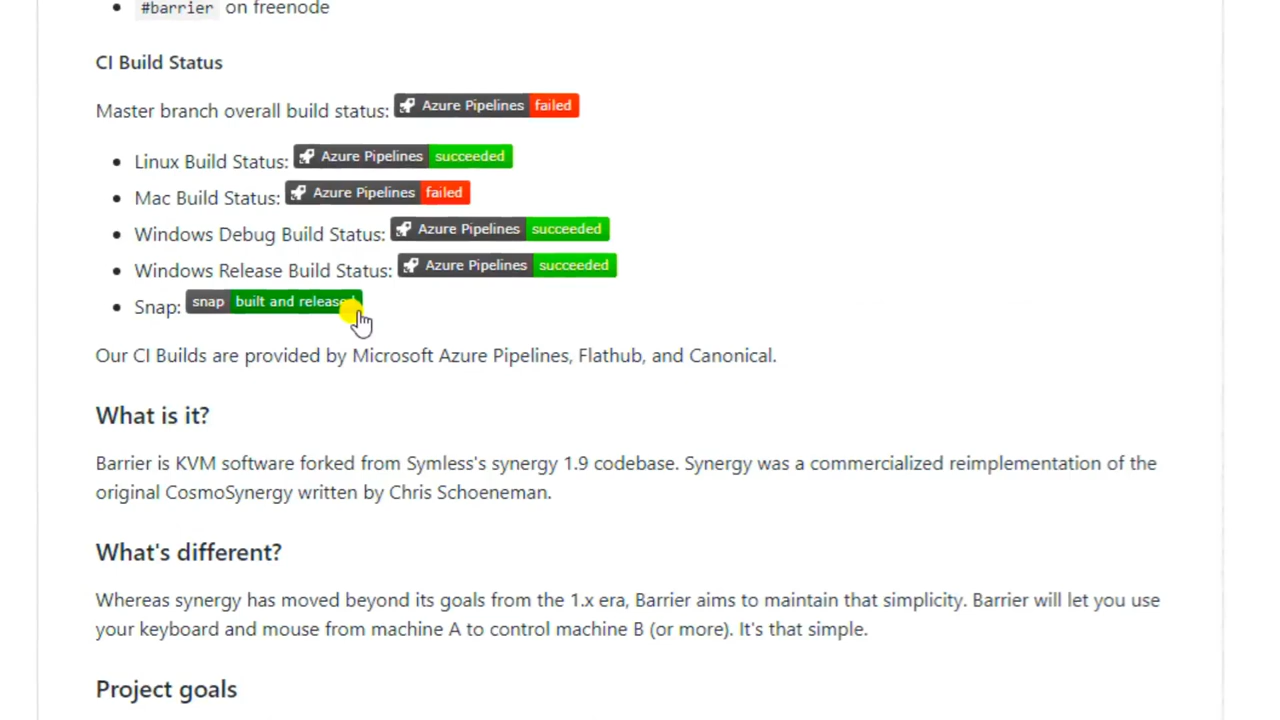 #barrier on freenode
CI Build Status
Master branch overall build status: Azure Pipelines failed
Linux Build Status: Azure Pipelines succeeded
Mac Build Status: Azure Pipelines failed
Windows Debug Build Status: Azure Pipelines succeeded
Windows Release Build Status: Azure Pipelines succeeded
Snap: snap built and released
Our CI Builds are provided by Microsoft Azure Pipelines, Flathub, and Canonical.
What is it?
Barrier is KVM software forked from Symless's synergy 1.9 codebase. Synergy was a commercialized reimplementation of the
original CosmoSynergy written by Chris Schoeneman.
What's different?
Whereas synergy has moved beyond its goals from the 1.x era, Barrier aims to maintain that simplicity. Barrier will let you use
your keyboard and mouse from machine A to control machine B (or more). It's that simple.
Project goals